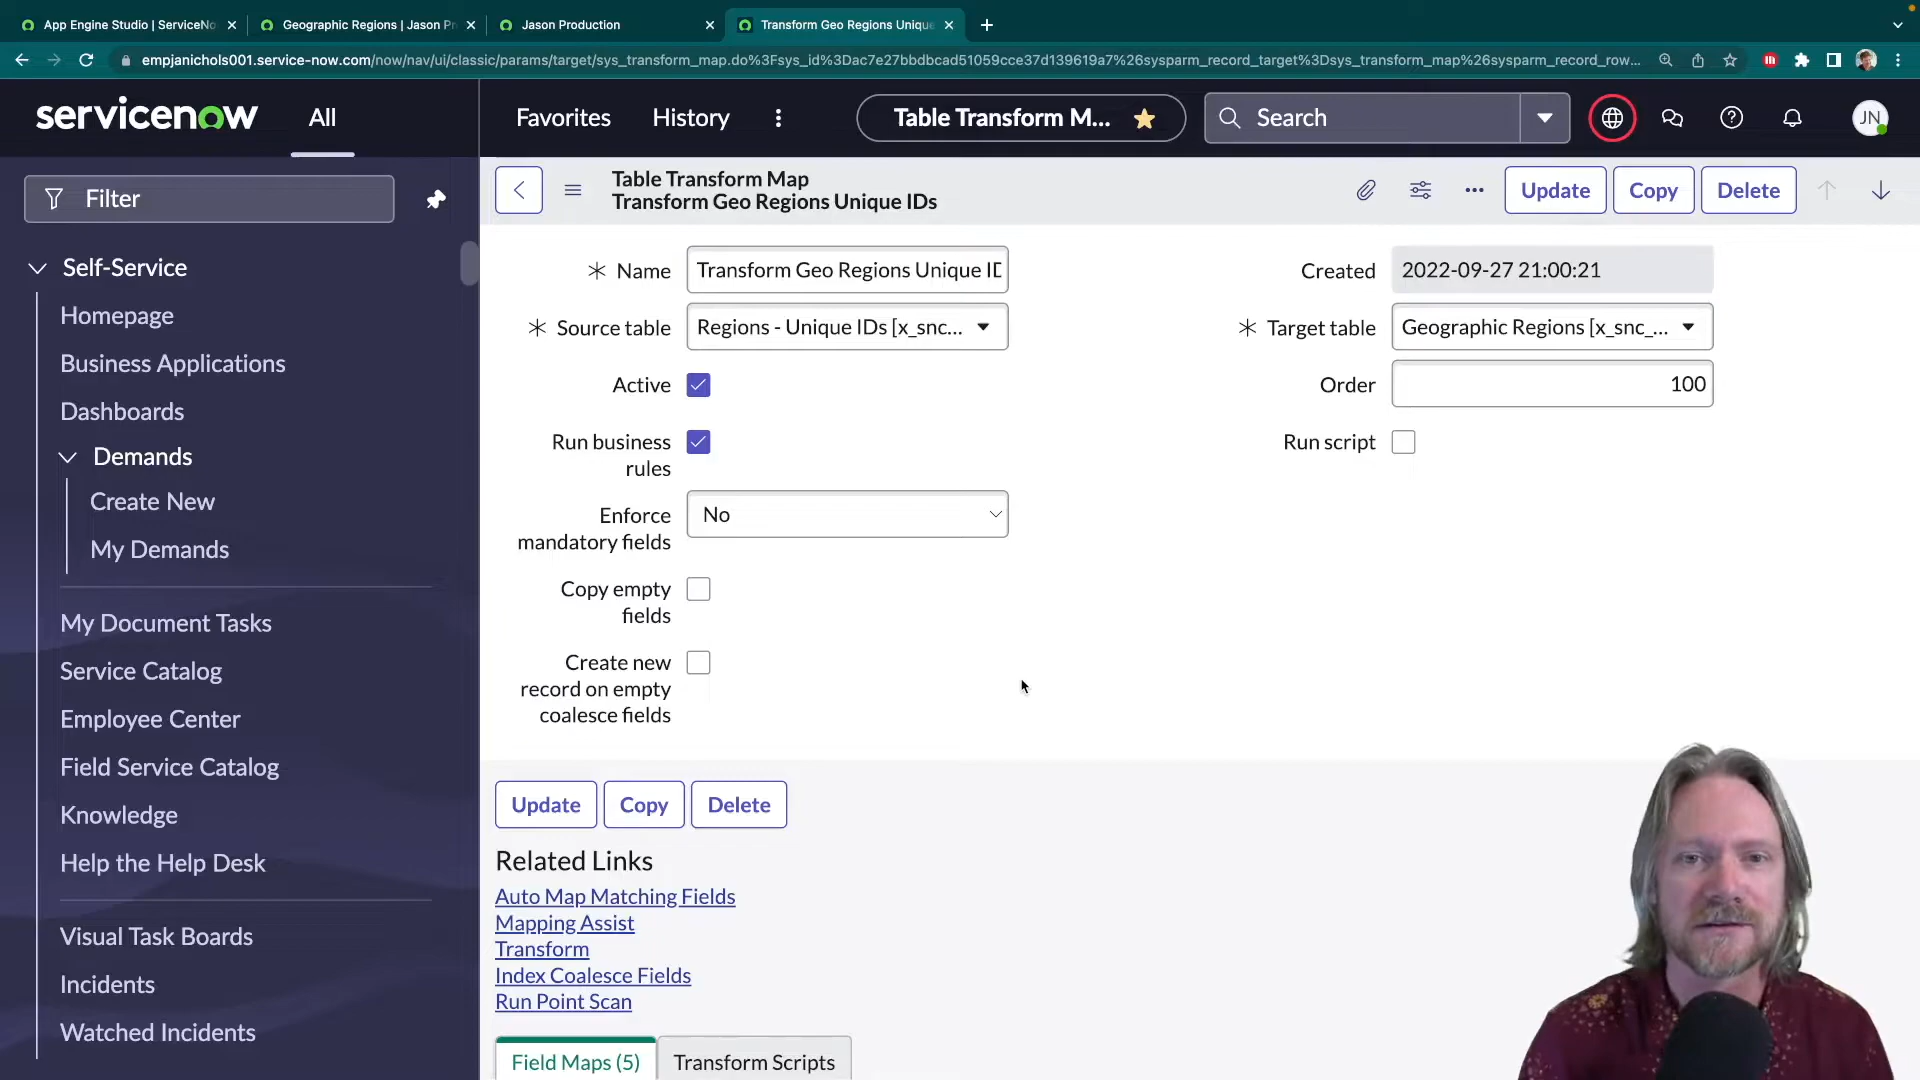 App Engine Studio | ServiceNo
Geographic Regions | Jason Pr
Jason Production
Transform Geo Regions Unique
empjanichols001.service-now.com/now/nav/ui/classic/params/target/sys_transform_map.do%3Fsys_id%3Dac7e27bbdbcad51059cce37d139619a7%26sysparm_record_target%3Dsys_transform_map%26sysparm_record_row...
servicenow
All
Favorites
History
Table Transform M...
Search
JN
Filter
Self-Service
Homepage
Business Applications
Dashboards
Demands
Create New
My Demands
My Document Tasks
Service Catalog
Employee Center
Field Service Catalog
Knowledge
Help the Help Desk
Visual Task Boards
Incidents
Watched Incidents
Table Transform Map
Transform Geo Regions Unique IDs
Update
Copy
Delete
Name
Transform Geo Regions Unique ID
Created
2022-09-27 21:00:21
Source table
Regions - Unique IDs [x_snc...
Target table
Geographic Regions [x_snc_...
Active
Order
100
Run business
rules
Run script
Enforce
mandatory fields
No
Copy empty
fields
Create new
record on empty
coalesce fields
Update
Copy
Delete
Related Links
Auto Map Matching Fields
Mapping Assist
Transform
Index Coalesce Fields
Run Point Scan
Field Maps (5)
Transform Scripts